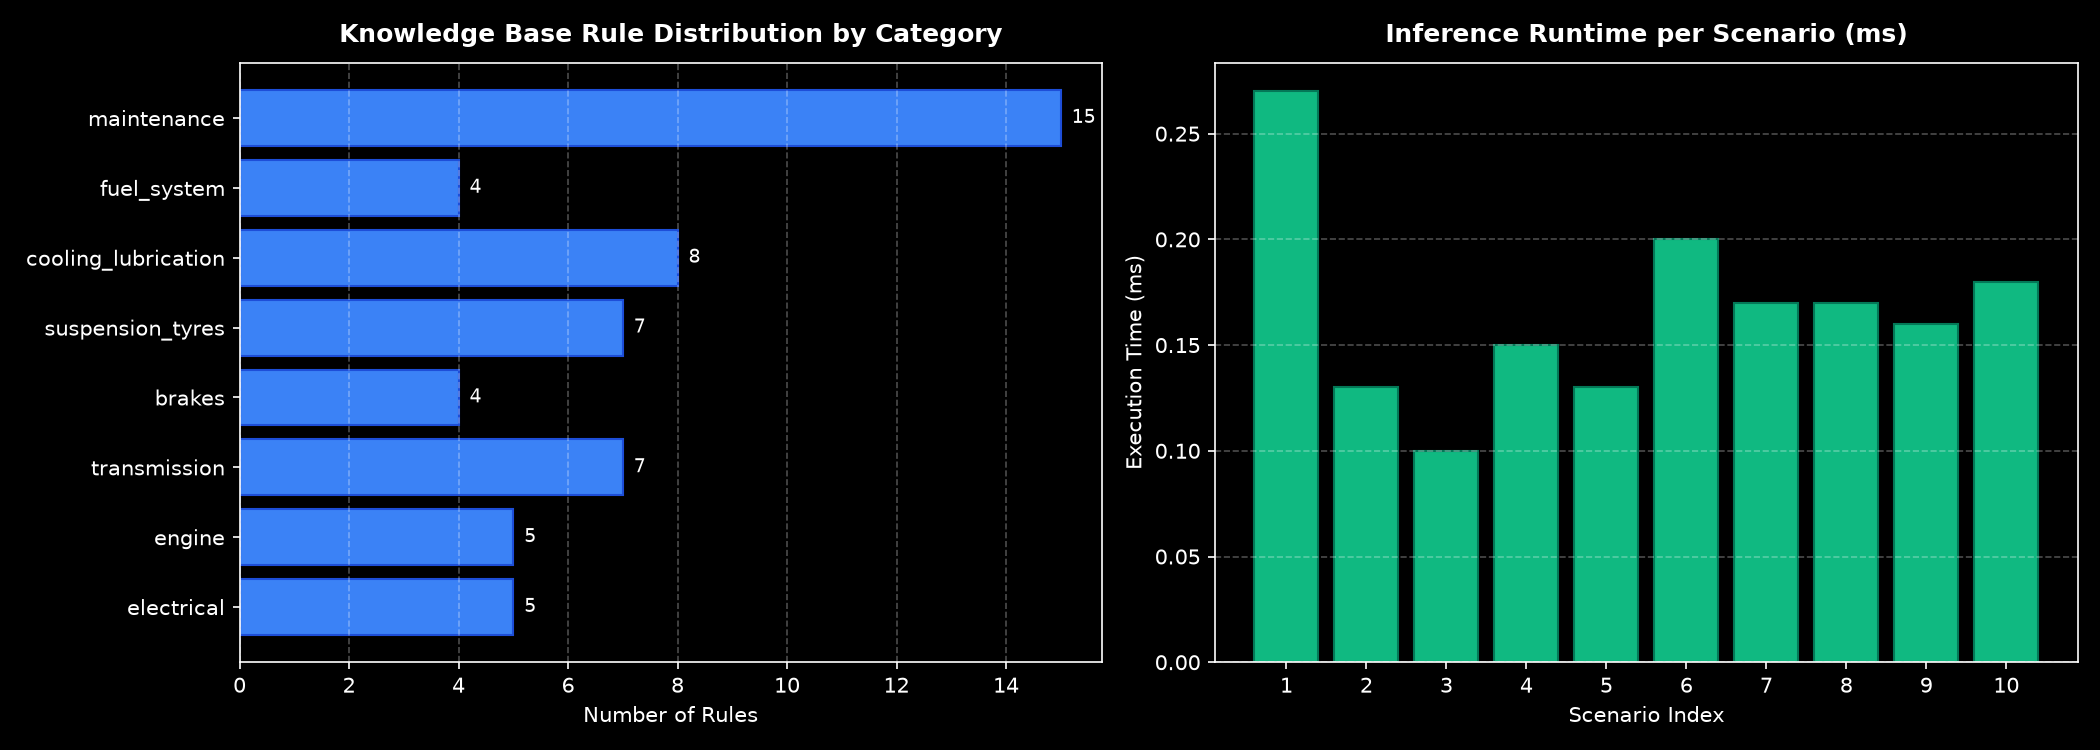 Knowledge Base Rule Distribution by Category
maintenance 15
fuel_system 4
cooling_lubrication 8
suspension_tyres 7
brakes 4
transmission 7
engine 5
electrical 5
0 2 4 6 8 10 12 14
Number of Rules
Inference Runtime per Scenario (ms)
Execution Time (ms)
0.25
0.20
0.15
0.10
0.05
0.00
1 2 3 4 5 6 7 8 9 10
Scenario Index